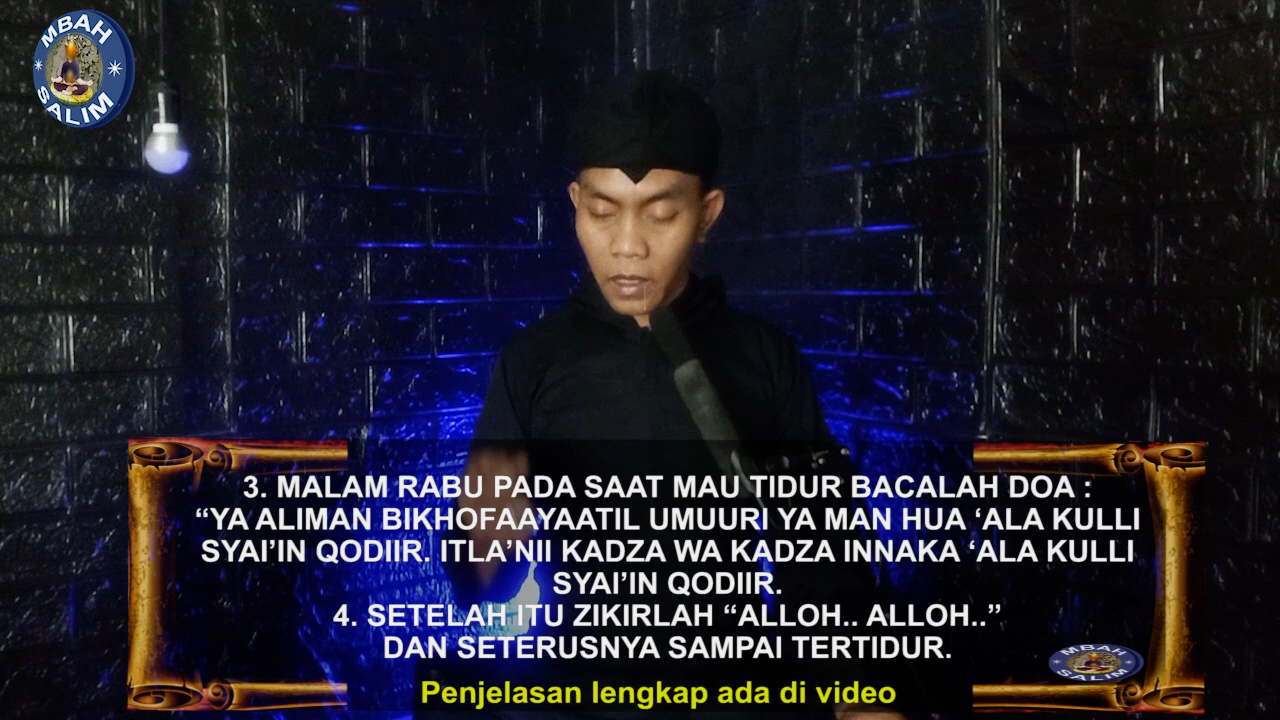 MBAH
SALIM
3. MALAM RABU PADA SAAT MAU TIDUR BACALAH DOA :
“YA ALIMAN BIKHOFAAYAATIL UMUURI YA MAN HUA ‘ALA KULLI
SYAI’IN QODIIR. ITLA’NII KADZA WA KADZA INNAKA ‘ALA KULLI
SYAI’IN QODIIR.
4. SETELAH ITU ZIKIRLAH “ALLOH.. ALLOH..”
DAN SETERUSNYA SAMPAI TERTIDUR.
MBAH
SALIM
Penjelasan lengkap ada di video